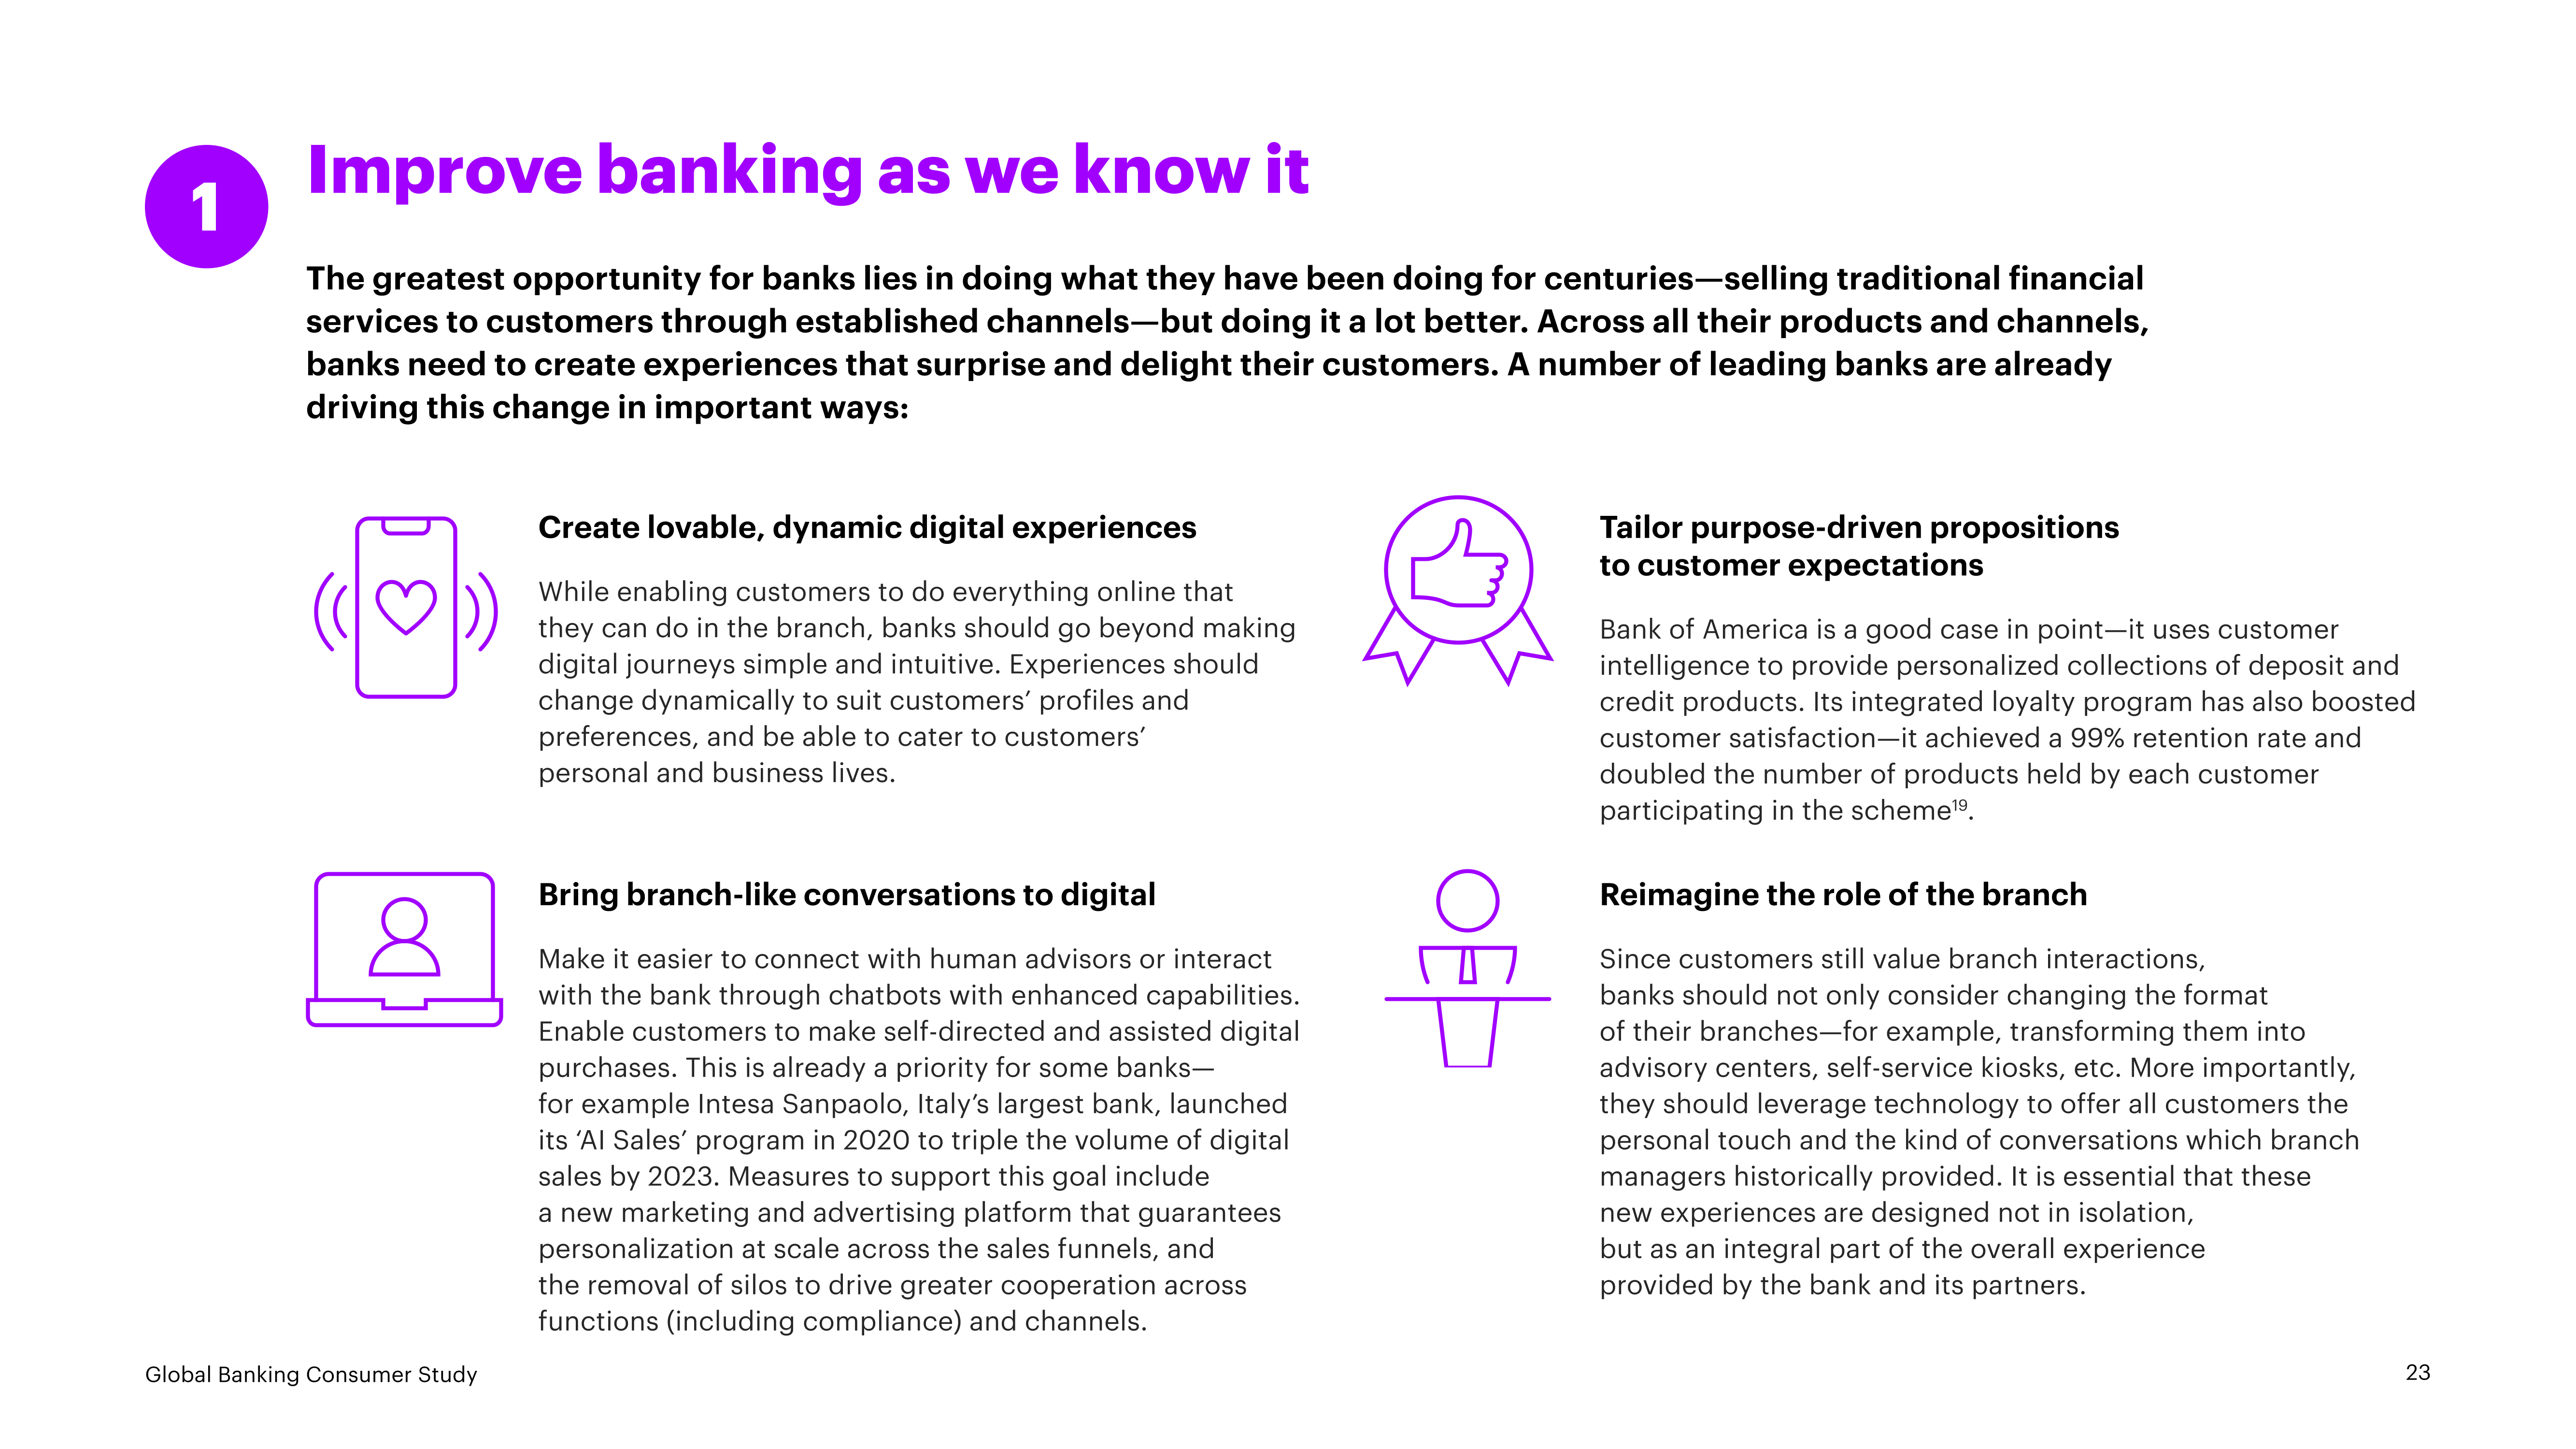 1
Improve banking as we know it
The greatest opportunity for banks lies in doing what they have been doing for centuries—selling traditional financial
services to customers through established channels—but doing it a lot better. Across all their products and channels,
banks need to create experiences that surprise and delight their customers. A number of leading banks are already
driving this change in important ways:
Create lovable, dynamic digital experiences
While enabling customers to do everything online that
they can do in the branch, banks should go beyond making
digital journeys simple and intuitive. Experiences should
change dynamically to suit customers’ profiles and
preferences, and be able to cater to customers’
personal and business lives.
Tailor purpose-driven propositions
to customer expectations
Bank of America is a good case in point—it uses customer
intelligence to provide personalized collections of deposit and
credit products. Its integrated loyalty program has also boosted
customer satisfaction—it achieved a 99% retention rate and
doubled the number of products held by each customer
participating in the scheme¹⁹.
Bring branch-like conversations to digital
Make it easier to connect with human advisors or interact
with the bank through chatbots with enhanced capabilities.
Enable customers to make self-directed and assisted digital
purchases. This is already a priority for some banks—
for example Intesa Sanpaolo, Italy’s largest bank, launched
its ‘AI Sales’ program in 2020 to triple the volume of digital
sales by 2023. Measures to support this goal include
a new marketing and advertising platform that guarantees
personalization at scale across the sales funnels, and
the removal of silos to drive greater cooperation across
functions (including compliance) and channels.
Reimagine the role of the branch
Since customers still value branch interactions,
banks should not only consider changing the format
of their branches—for example, transforming them into
advisory centers, self-service kiosks, etc. More importantly,
they should leverage technology to offer all customers the
personal touch and the kind of conversations which branch
managers historically provided. It is essential that these
new experiences are designed not in isolation,
but as an integral part of the overall experience
provided by the bank and its partners.
Global Banking Consumer Study
23